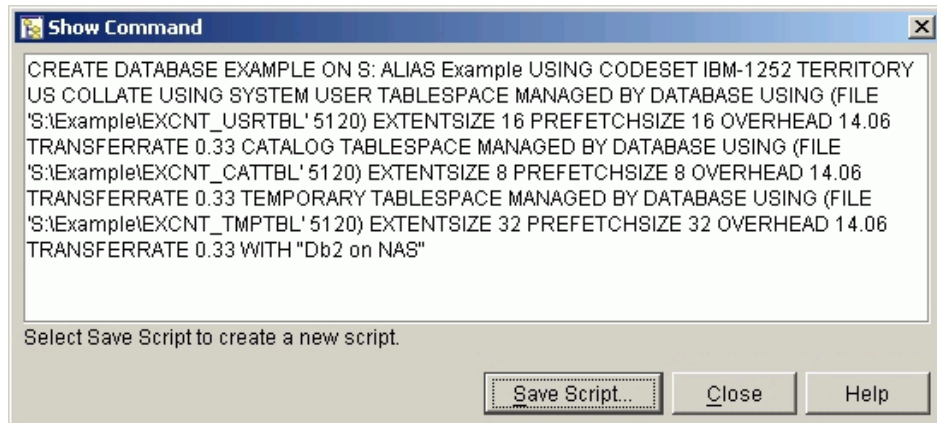 Show Command
CREATE DATABASE EXAMPLE ON S: ALIAS Example USING CODESET IBM-1252 TERRITORY
US COLLATE USING SYSTEM USER TABLESPACE MANAGED BY DATABASE USING (FILE
'S:\Example\EXCNT_USRTBL' 5120) EXTENTSIZE 16 PREFETCHSIZE 16 OVERHEAD 14.06
TRANSFERRATE 0.33 CATALOG TABLESPACE MANAGED BY DATABASE USING (FILE
'S:\Example\EXCNT_CATTBL' 5120) EXTENTSIZE 8 PREFETCHSIZE 8 OVERHEAD 14.06
TRANSFERRATE 0.33 TEMPORARY TABLESPACE MANAGED BY DATABASE USING (FILE
'S:\Example\EXCNT_TMPTBL' 5120) EXTENTSIZE 32 PREFETCHSIZE 32 OVERHEAD 14.06
TRANSFERRATE 0.33 WITH "Db2 on NAS"
Select Save Script to create a new script.
Save Script... Close Help